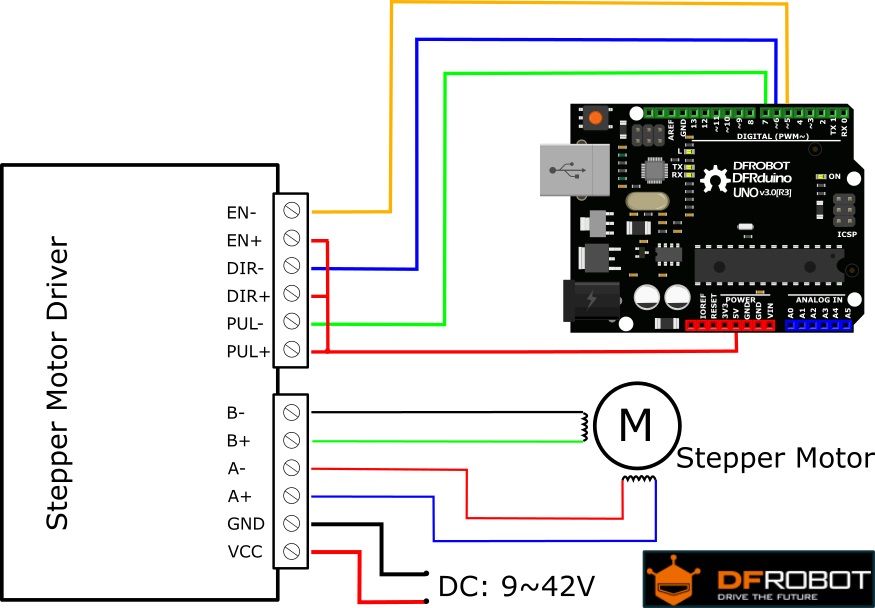 EN-
EN+
DIR-
DIR+
PUL-
PUL+
B-
B+
A-
A+
GND
VCC
Stepper Motor Driver
AREF
GND
13
12
~11
~10
~9
8
7
~6
~5
4
~3
2
TX 1
RX 0
DIGITAL (PWM~)
L
TX
RX
DFROBOT
DFRduino
UNO v3.0[R3]
ON
ICSP
POWER
ANALOG IN
IOREF
RESET
3V3
5V
GND
GND
VIN
A0
A1
A2
A3
A4
A5
M
Stepper Motor
DC: 9~42V
DFROBOT
DRIVE THE FUTURE